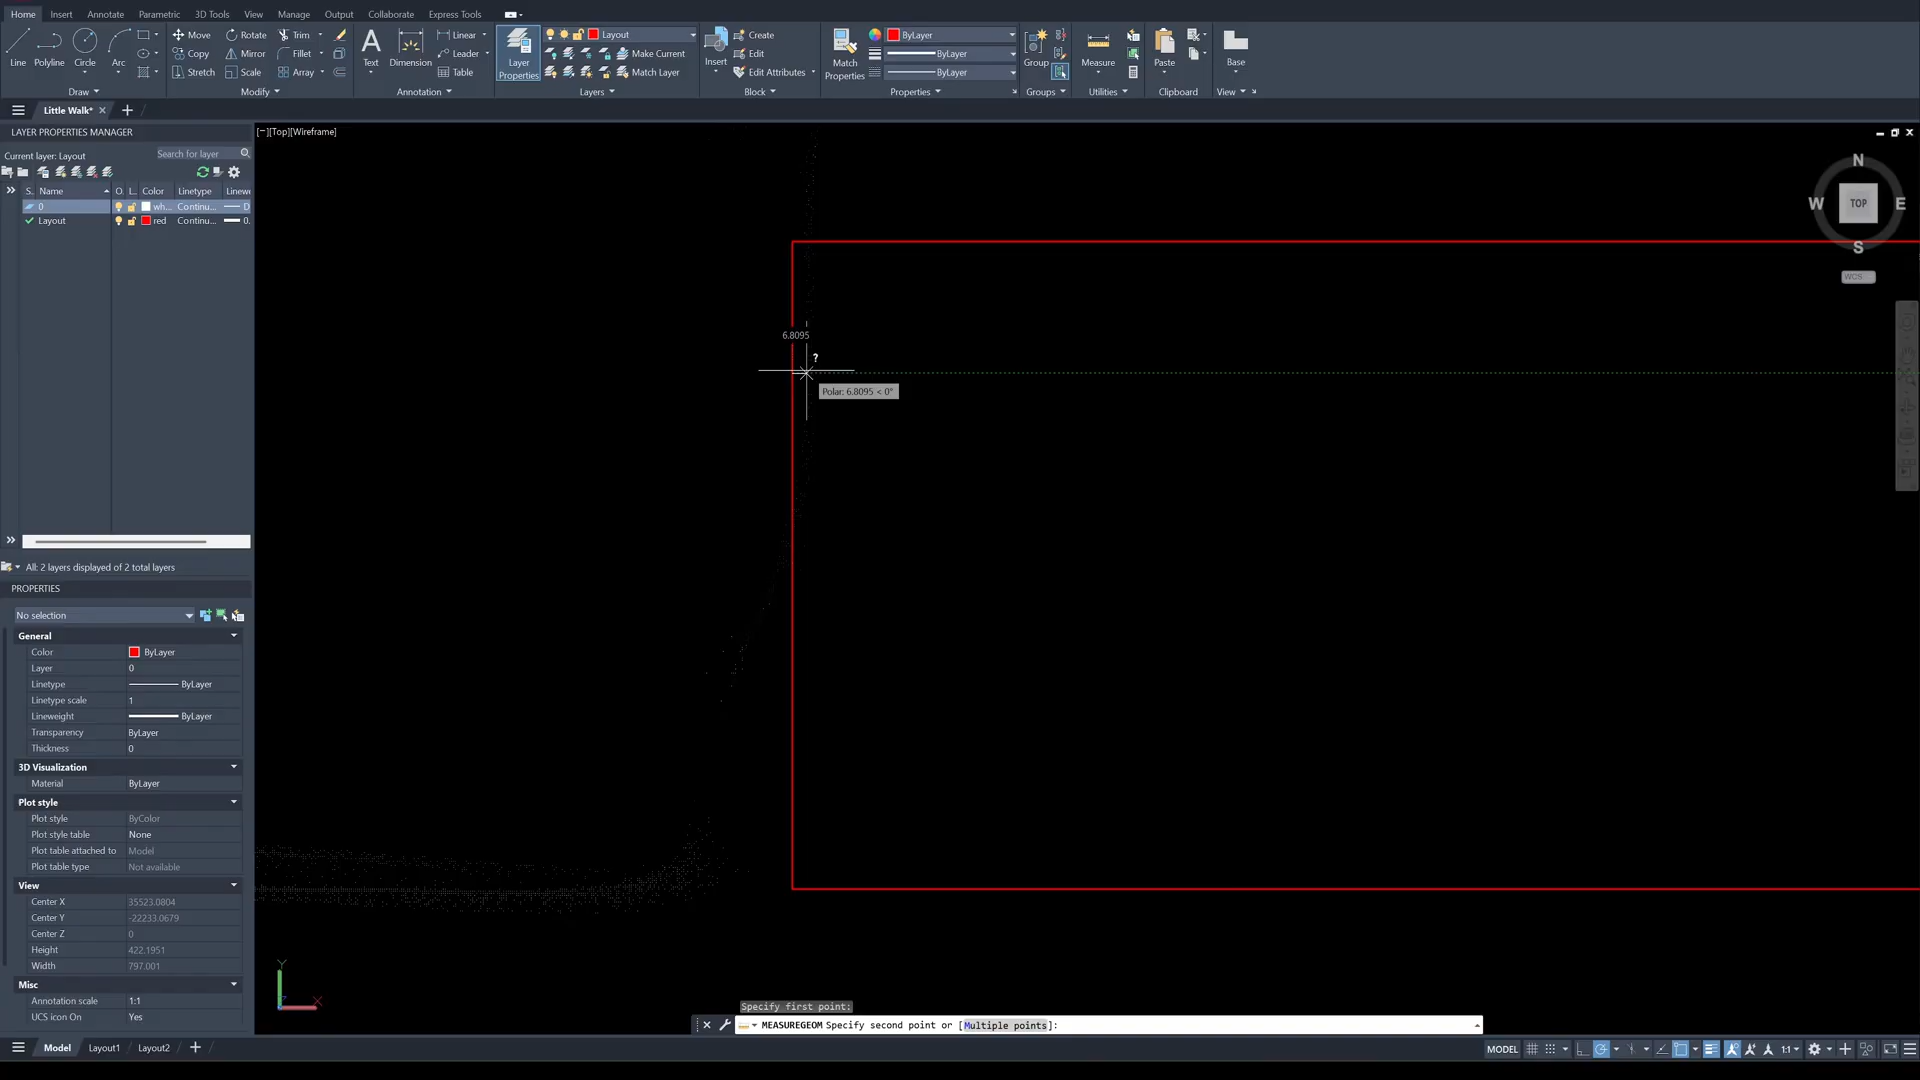 Home Insert Annotate Parametric 3D Tools View Manage Output Collaborate Express Tools
Line Polyline Circle Arc
Move Rotate Trim
Copy Mirror Fillet
Stretch Scale Array
Text Dimension
Linear
Leader
Table
Layer Properties
Layout
Make Current
Match Layer
Insert
Create
Edit
Edit Attributes
Match Properties
ByLayer
ByLayer
ByLayer
Group
Measure
Paste
Base
Draw Modify Annotation Layers Block Properties Groups Utilities Clipboard View
Little Walk*
LAYER PROPERTIES MANAGER
Current layer: Layout
Search for layer
S. Name O. L. Color Linetype Linew
0 wh... Continu... D
Layout red Continu... 0.
All: 2 layers displayed of 2 total layers
PROPERTIES
No selection
General
Color ByLayer
Layer 0
Linetype ByLayer
Linetype scale 1
Lineweight ByLayer
Transparency ByLayer
Thickness 0
3D Visualization
Material ByLayer
Plot style
Plot style ByColor
Plot style table None
Plot table attached to Model
Plot table type Not available
View
Center X 35523.0804
Center Y -22233.0679
Center Z 0
Height 422.1951
Width 797.001
Misc
Annotation scale 1:1
UCS icon On Yes
[−][Top][Wireframe]
N
W TOP E
S
WCS
6.8095
?
Polar: 6.8095 < 0°
Y
X
Specify first point:
MEASUREGEOM Specify second point or [Multiple points]:
Model Layout1 Layout2
MODEL 1:1